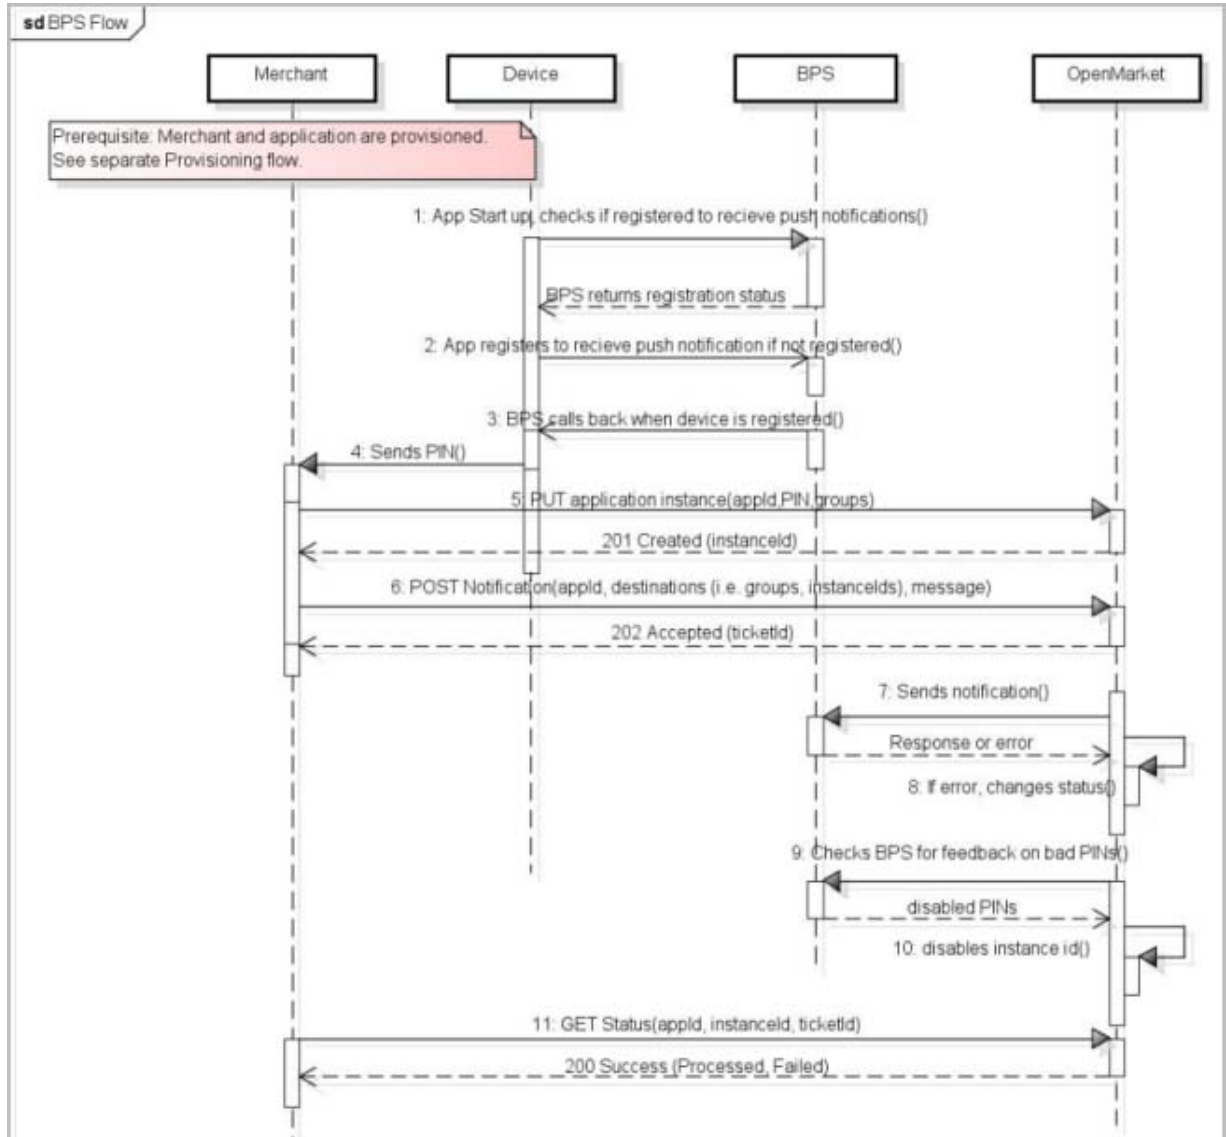 sd BPS Flow
Merchant
Device
BPS
OpenMarket
Prerequisite: Merchant and application are provisioned.
See separate Provisioning flow.
1: App Start up, checks if registered to recieve push notifications()
BPS returns registration status
2: App registers to recieve push notification if not registered()
3: BPS calls back when device is registered()
4: Sends PIN()
5: PUT application instance(appId,PIN,groups)
201 Created (instanceId)
6: POST Notification(appId, destinations (i.e. groups, instanceIds), message)
202 Accepted (ticketId)
7: Sends notification()
Response or error
8: If error, changes status()
9: Checks BPS for feedback on bad PINs()
disabled PINs
10: disables instance id()
11: GET Status(appId, instanceId, ticketId)
200 Success (Processed, Failed)